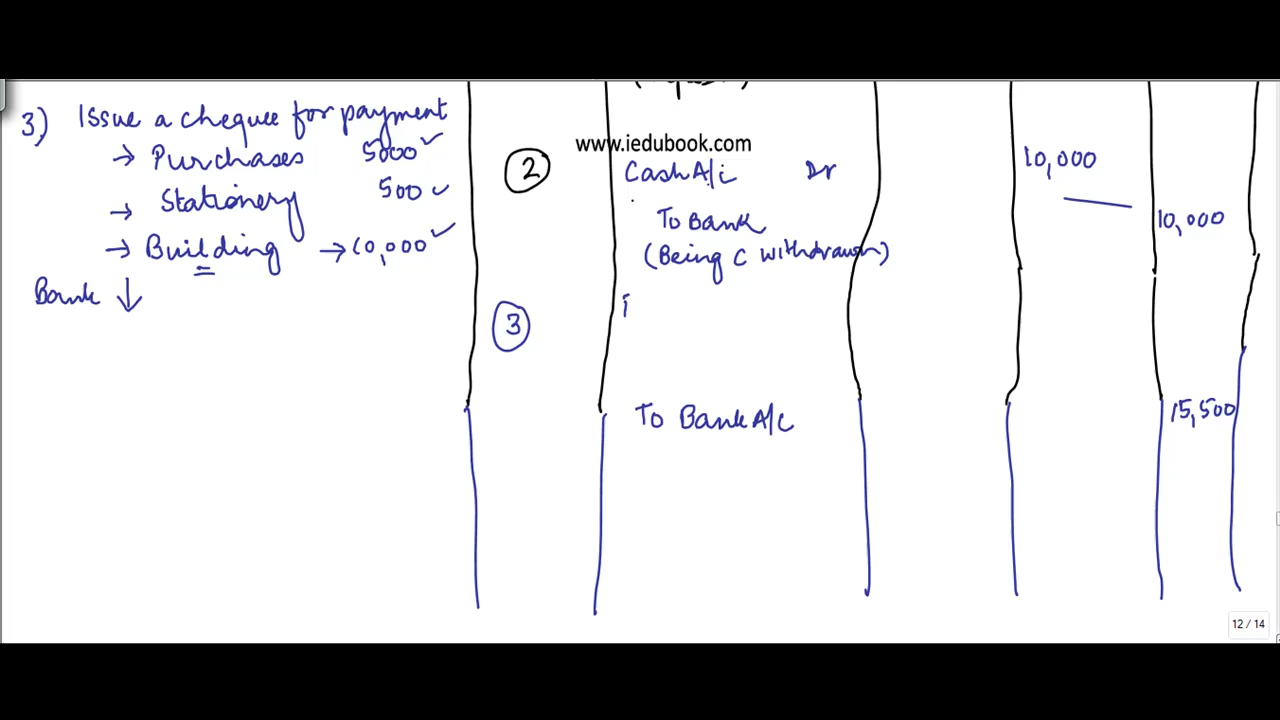 3) Issue a chequee for payment
→ Purchases 5000 ✓
→ Stationery 500 ✓
→ Building → 10,000 ✓
Bank ↓
www.iedubook.com
2 Cash A/c Dr 10,000
To Bank 10,000
(Being C withdrawn)
3
To Bank A/c 15,500
12 / 14